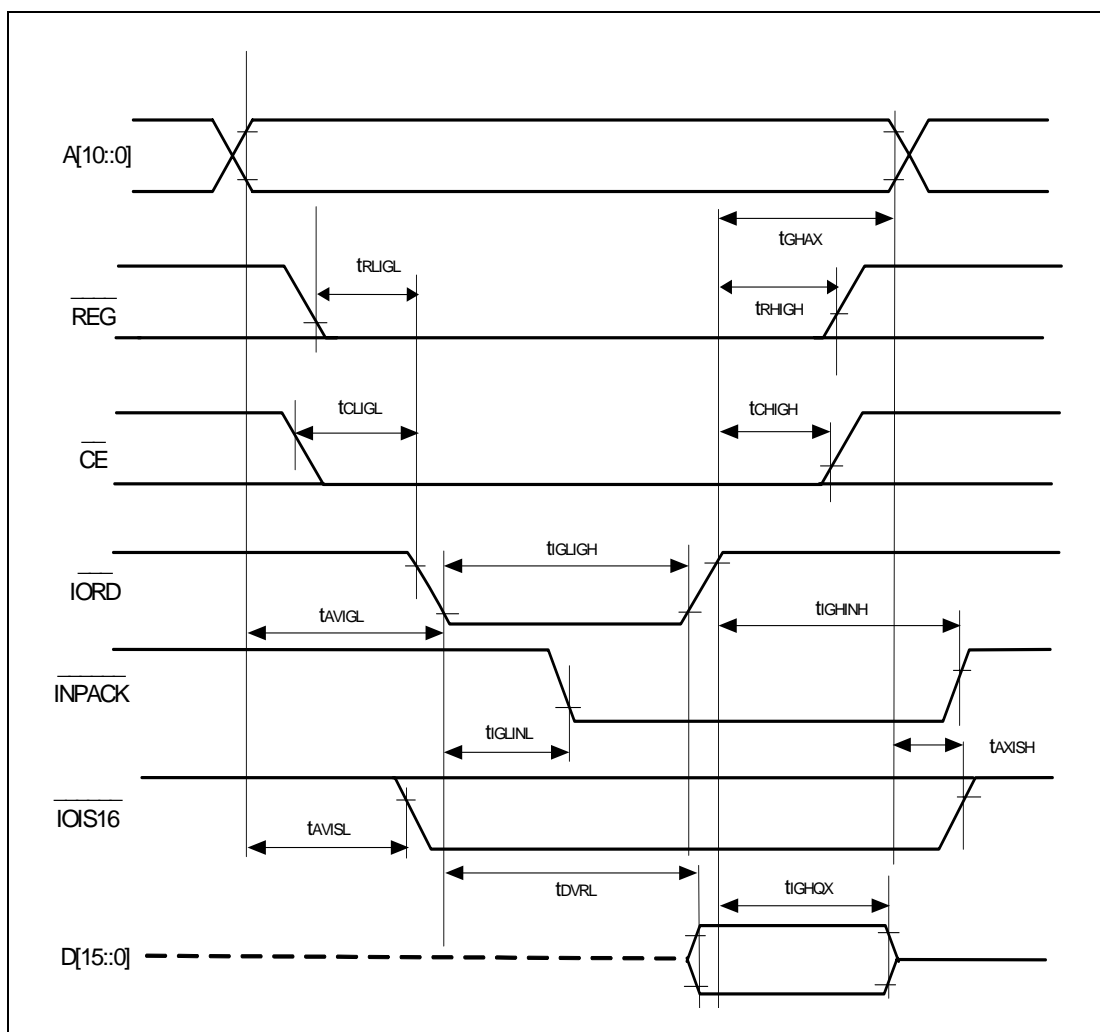 A[10::0]
tGHAX
tRLIGL
REG
tRHIGH
tCLIGL
tCHIGH
CE
tIGLIGH
IORD
tIGHINH
tAVIGL
INPACK
tIGLINL
tAXISH
IOIS16
tAVISL
tDVRL
tIGHQX
D[15::0]